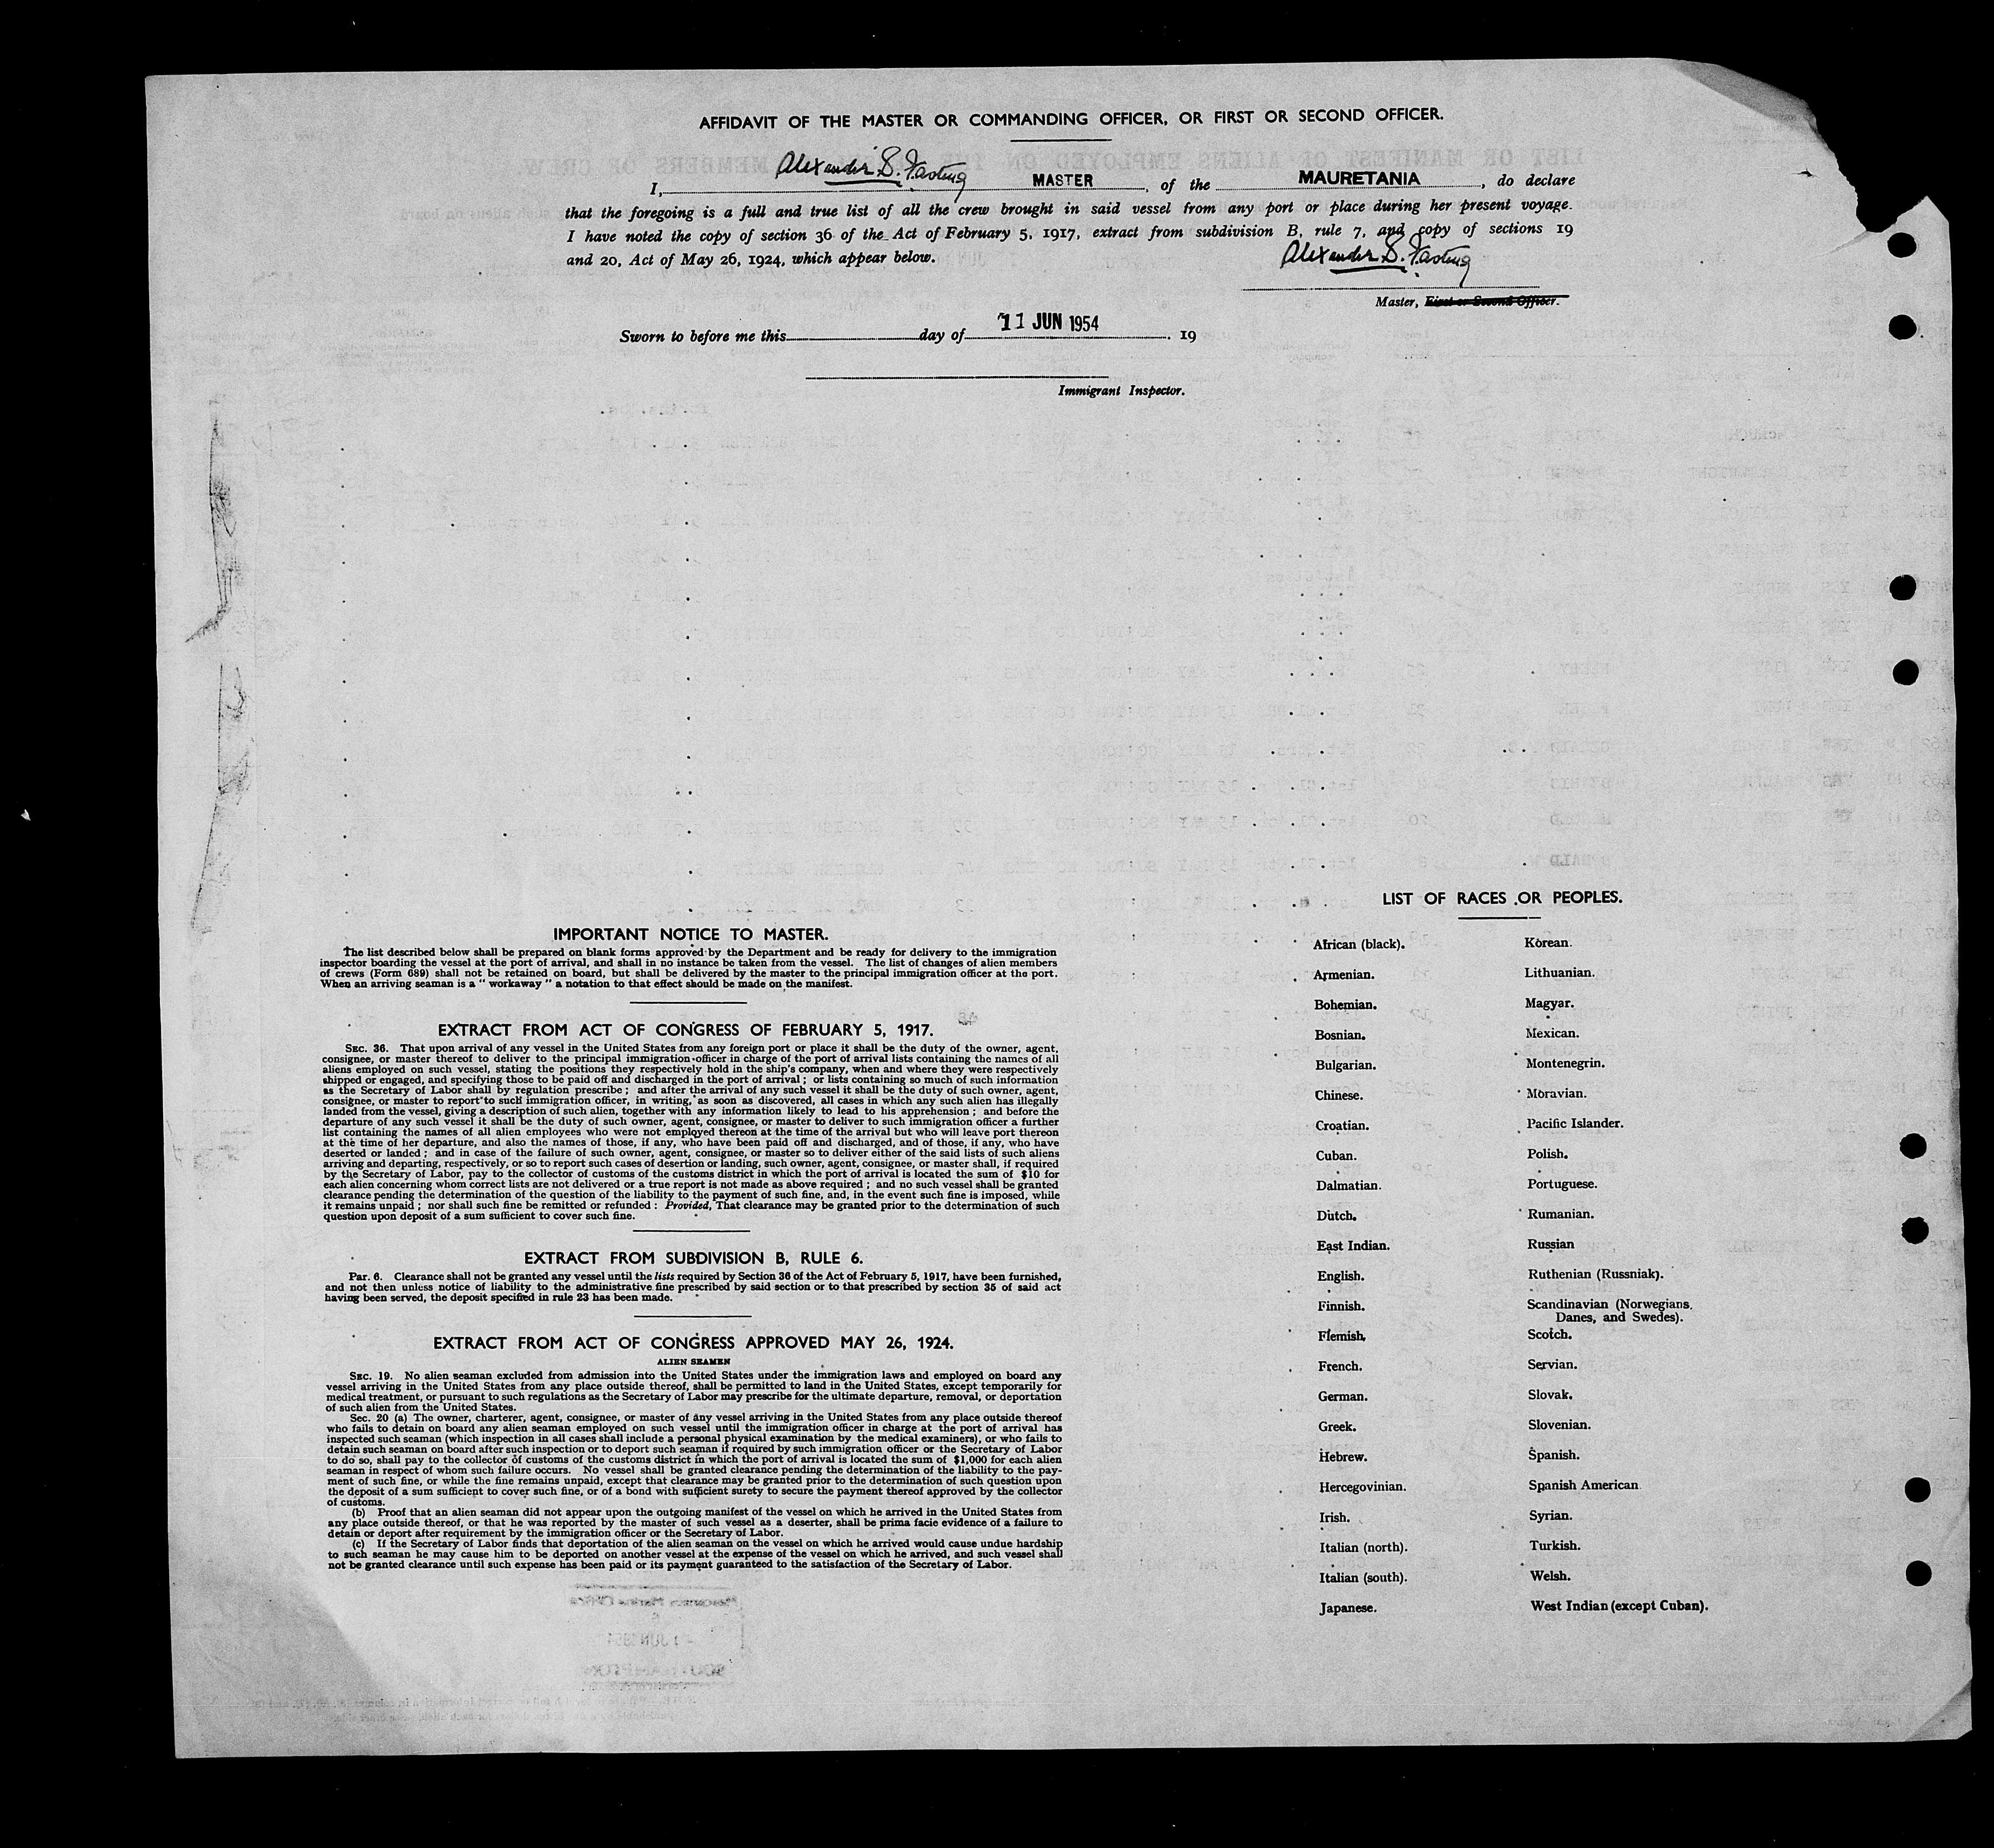 AFFIDAVIT OF THE MASTER OR COMMANDING OFFICER, OR FIRST OR SECOND OFFICER.
I, Alexander B. Fasting MASTER, of the MAURETANIA, do declare
that the foregoing is a full and true list of all the crew brought in said vessel from any port or place during her present voyage.
I have noted the copy of section 36 of the Act of February 5, 1917, extract from subdivision B, rule 7, and copy of sections 19
and 20, Act of May 26, 1924, which appear below.
Alexander B. Fasting
Master, First or Second Officer.
Sworn to before me this day of 11 JUN 1954. 19
Immigrant Inspector.
IMPORTANT NOTICE TO MASTER.
The list described below shall be prepared on blank forms approved by the Department and be ready for delivery to the immigration
inspector boarding the vessel at the port of arrival, and shall in no instance be taken from the vessel. The list of changes of alien members
of crews (Form 689) shall not be retained on board, but shall be delivered by the master to the principal immigration officer at the port.
When an arriving seaman is a " workaway " a notation to that effect should be made on the manifest.
EXTRACT FROM ACT OF CONGRESS OF FEBRUARY 5, 1917.
SEC. 36. That upon arrival of any vessel in the United States from any foreign port or place it shall be the duty of the owner, agent,
consignee, or master thereof to deliver to the principal immigration officer in charge of the port of arrival lists containing the names of all
aliens employed on such vessel, stating the positions they respectively hold in the ship's company, when and where they were respectively
shipped or engaged, and specifying those to be paid off and discharged in the port of arrival ; or lists containing so much of such information
as the Secretary of Labor shall by regulation prescribe ; and after the arrival of any such vessel it shall be the duty of such owner, agent,
consignee, or master to report to such immigration officer, in writing, as soon as discovered, all cases in which any such alien has illegally
landed from the vessel, giving a description of such alien, together with any information likely to lead to his apprehension ; and before the
departure of any such vessel it shall be the duty of such owner, agent, consignee, or master to deliver to such immigration officer a further
list containing the names of all alien employees who were not employed thereon at the time of the arrival but who will leave port thereon
at the time of her departure, and also the names of those, if any, who have been paid off and discharged, and of those, if any, who have
deserted or landed ; and in case of the failure of such owner, agent, consignee, or master so to deliver either of the said lists of such aliens
arriving and departing, respectively, or so to report such cases of desertion or landing, such owner, agent, consignee, or master shall, if required
by the Secretary of Labor, pay to the collector of customs of the customs district in which the port of arrival is located the sum of $10 for
each alien concerning whom correct lists are not delivered or a true report is not made as above required ; and no such vessel shall be granted
clearance pending the determination of the question of the liability to the payment of such fine, and, in the event such fine is imposed, while
it remains unpaid ; nor shall such fine be remitted or refunded : Provided, That clearance may be granted prior to the determination of such
question upon deposit of a sum sufficient to cover such fine.
EXTRACT FROM SUBDIVISION B, RULE 6.
Par. 6. Clearance shall not be granted any vessel until the lists required by Section 36 of the Act of February 5, 1917, have been furnished,
and not then unless notice of liability to the administrative fine prescribed by said section or to that prescribed by section 35 of said act
having been served, the deposit specified in rule 23 has been made.
EXTRACT FROM ACT OF CONGRESS APPROVED MAY 26, 1924.
ALIEN SEAMEN
SEC. 19. No alien seaman excluded from admission into the United States under the immigration laws and employed on board any
vessel arriving in the United States from any place outside thereof, shall be permitted to land in the United States, except temporarily for
medical treatment, or pursuant to such regulations as the Secretary of Labor may prescribe for the ultimate departure, removal, or deportation
of such alien from the United States.
Sec. 20 (a) The owner, charterer, agent, consignee, or master of any vessel arriving in the United States from any place outside thereof
who fails to detain on board any alien seaman employed on such vessel until the immigration officer in charge at the port of arrival has
inspected such seaman (which inspection in all cases shall include a personal physical examination by the medical examiners), or who fails to
detain such seaman on board after such inspection or to deport such seaman if required by such immigration officer or the Secretary of Labor
to do so, shall pay to the collector of customs of the customs district in which the port of arrival is located the sum of $1,000 for each alien
seaman in respect of whom such failure occurs. No vessel shall be granted clearance pending the determination of the liability to the pay-
ment of such fine, or while the fine remains unpaid, except that clearance may be granted prior to the determination of such question upon
the deposit of a sum sufficient to cover such fine, or of a bond with sufficient surety to secure the payment thereof approved by the collector
of customs.
(b) Proof that an alien seaman did not appear upon the outgoing manifest of the vessel on which he arrived in the United States from
any place outside thereof, or that he was reported by the master of such vessel as a deserter, shall be prima facie evidence of a failure to
detain or deport after requirement by the immigration officer or the Secretary of Labor.
(c) If the Secretary of Labor finds that deportation of the alien seaman on the vessel on which he arrived would cause undue hardship
to such seaman he may cause him to be deported on another vessel at the expense of the vessel on which he arrived, and such vessel shall
not be granted clearance until such expense has been paid or its payment guaranteed to the satisfaction of the Secretary of Labor.
LIST OF RACES OR PEOPLES.
African (black).
Armenian.
Bohemian.
Bosnian.
Bulgarian.
Chinese.
Croatian.
Cuban.
Dalmatian.
Dutch.
East Indian.
English.
Finnish.
Flemish.
French.
German.
Greek.
Hebrew.
Hercegovinian.
Irish.
Italian (north).
Italian (south).
Japanese.
Korean.
Lithuanian.
Magyar.
Mexican.
Montenegrin.
Moravian.
Pacific Islander.
Polish.
Portuguese.
Rumanian.
Russian
Ruthenian (Russniak).
Scandinavian (Norwegians,
Danes, and Swedes).
Scotch.
Servian.
Slovak.
Slovenian.
Spanish.
Spanish American
Syrian.
Turkish.
Welsh.
West Indian (except Cuban).